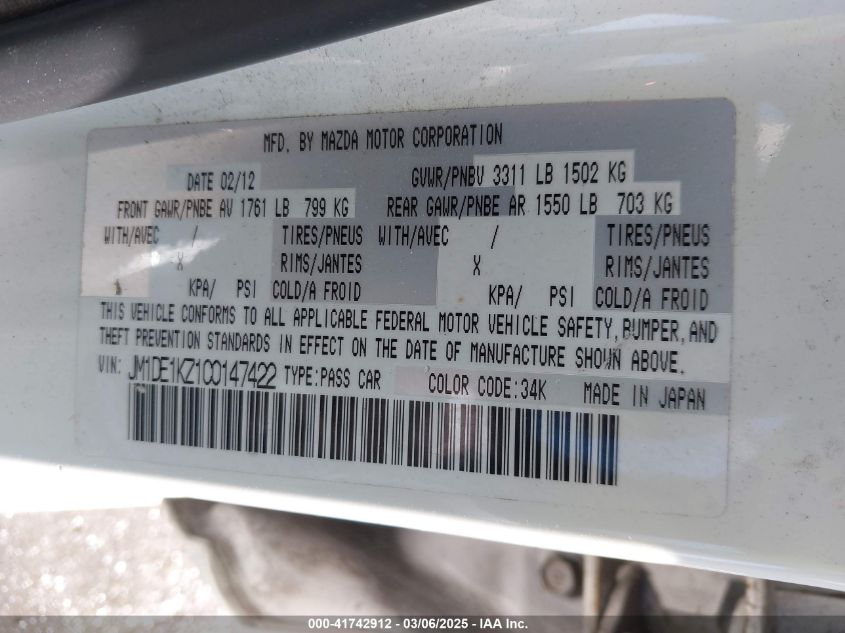 MFD. BY MAZDA MOTOR CORPORATION
DATE 02/12 GVWR/PNBV 3311 LB 1502 KG
FRONT GAWR/PNBE AV 1761 LB 799 KG REAR GAWR/PNBE AR 1550 LB 703 KG
WITH/AVEC / TIRES/PNEUS WITH/AVEC / TIRES/PNEUS
X RIMS/JANTES X RIMS/JANTES
KPA/ PSI COLD/A FROID KPA/ PSI COLD/A FROID
THIS VEHICLE CONFORMS TO ALL APPLICABLE FEDERAL MOTOR VEHICLE SAFETY, BUMPER, AND
THEFT PREVENTION STANDARDS IN EFFECT ON THE DATE OF MANUFACTURE SHOWN ABOVE.
VIN: JM1DE1KZ1C0147422 TYPE:PASS CAR COLOR CODE:34K MADE IN JAPAN
000-41742912 - 03/06/2025 - IAA Inc.